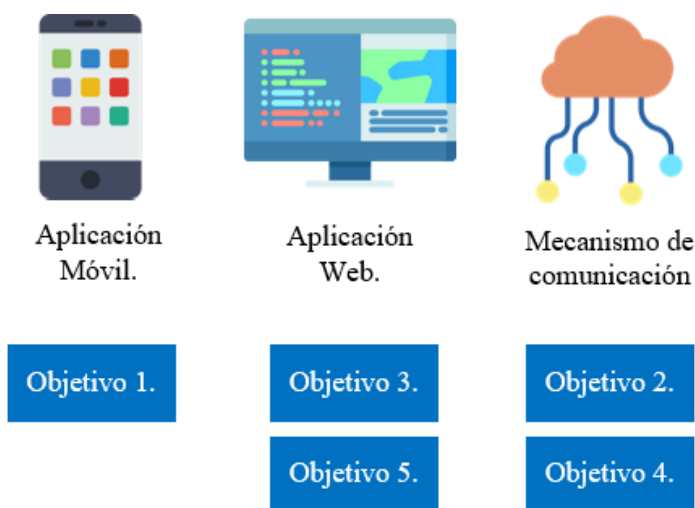 Aplicación
Móvil.
Aplicación
Web.
Mecanismo de
comunicación
Objetivo 1.
Objetivo 3.
Objetivo 2.
Objetivo 5.
Objetivo 4.